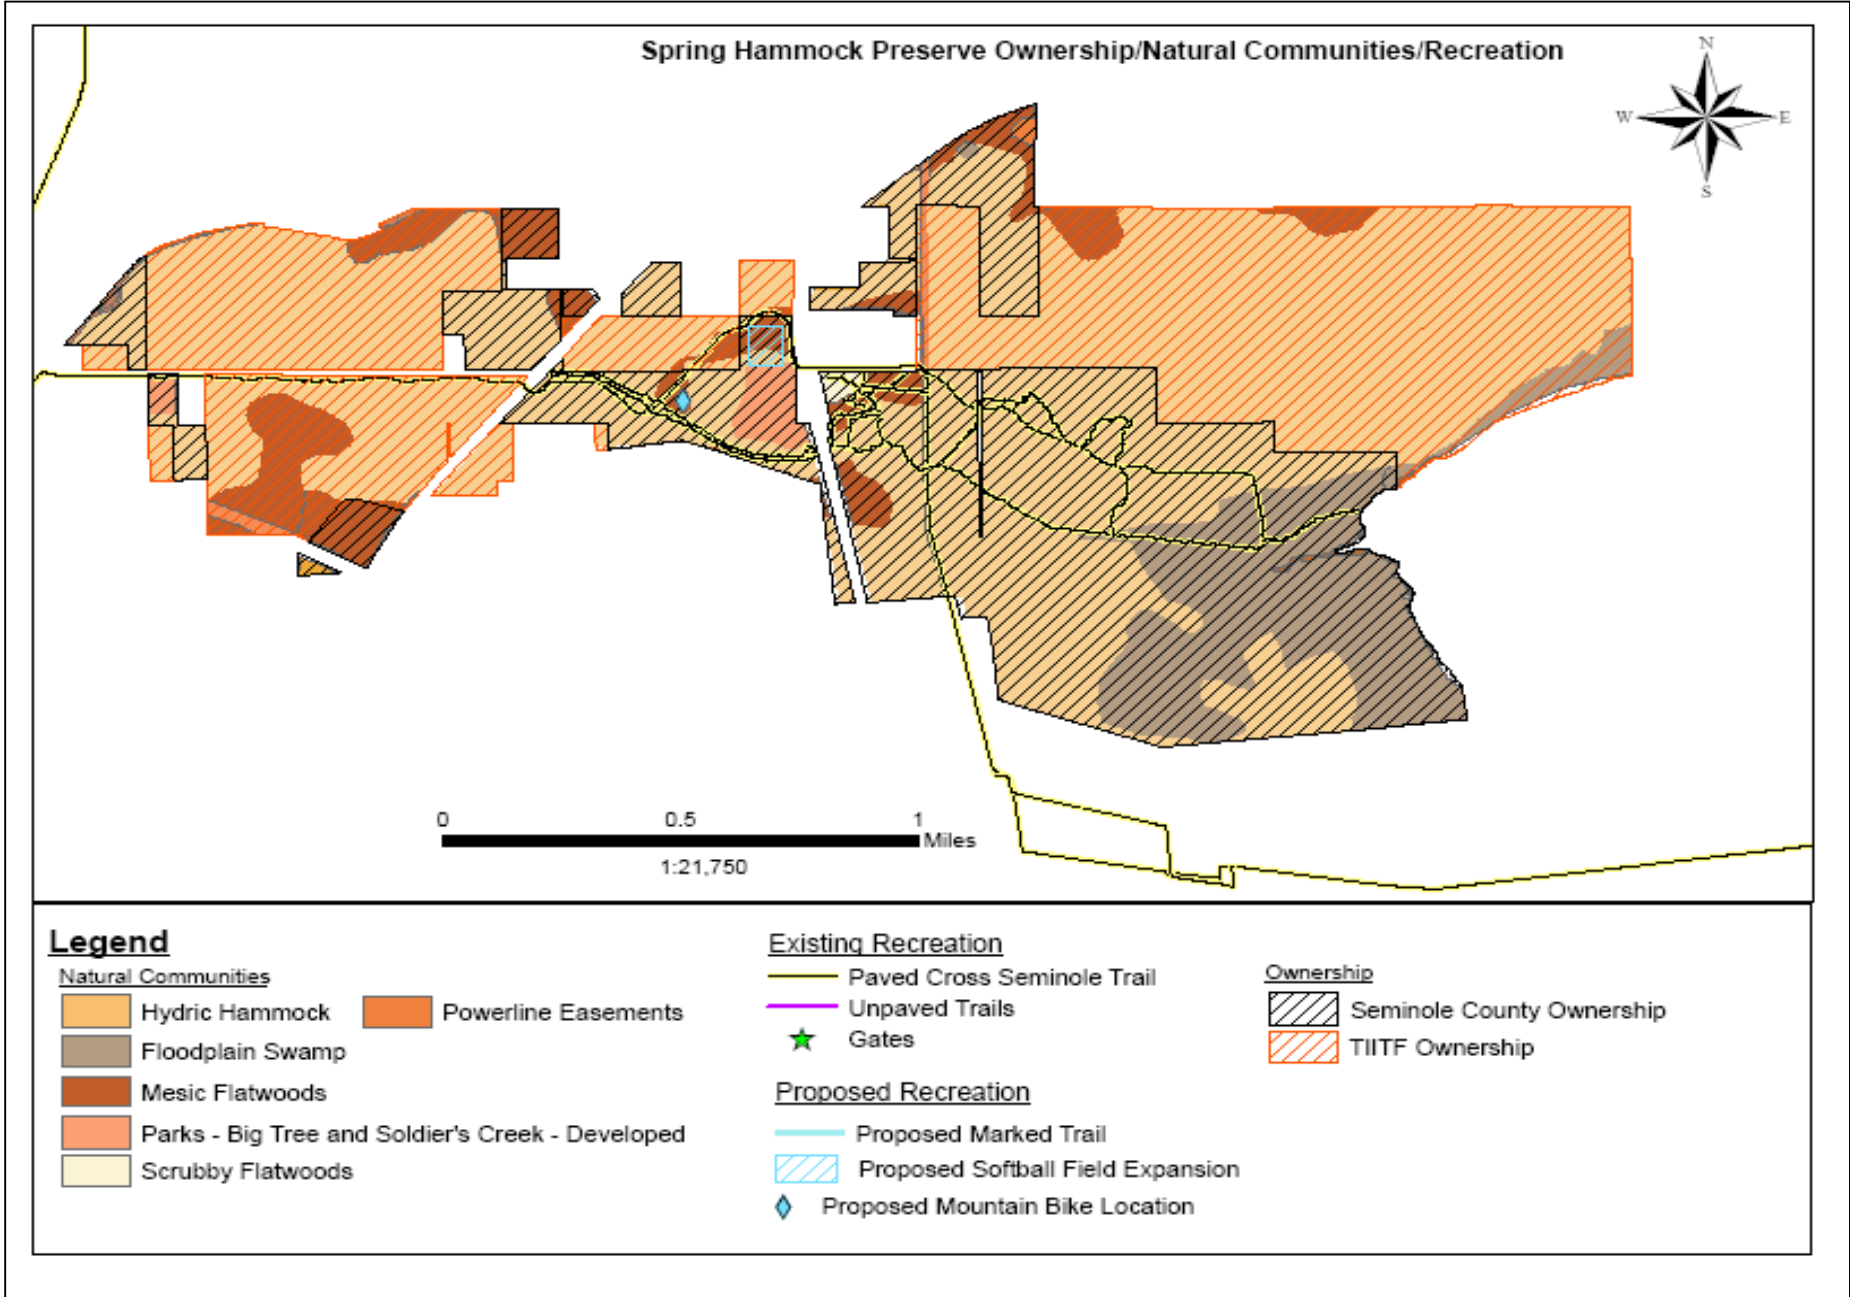 Spring Hammock Preserve Ownership/Natural Communities/Recreation
N
W E
S
0 0.5 1
Miles
1:21,750
Legend
Natural Communities
Hydric Hammock
Powerline Easements
Floodplain Swamp
Mesic Flatwoods
Parks - Big Tree and Soldier's Creek - Developed
Scrubby Flatwoods
Existing Recreation
Paved Cross Seminole Trail
Unpaved Trails
Gates
Proposed Recreation
Proposed Marked Trail
Proposed Softball Field Expansion
Proposed Mountain Bike Location
Ownership
Seminole County Ownership
TIITF Ownership